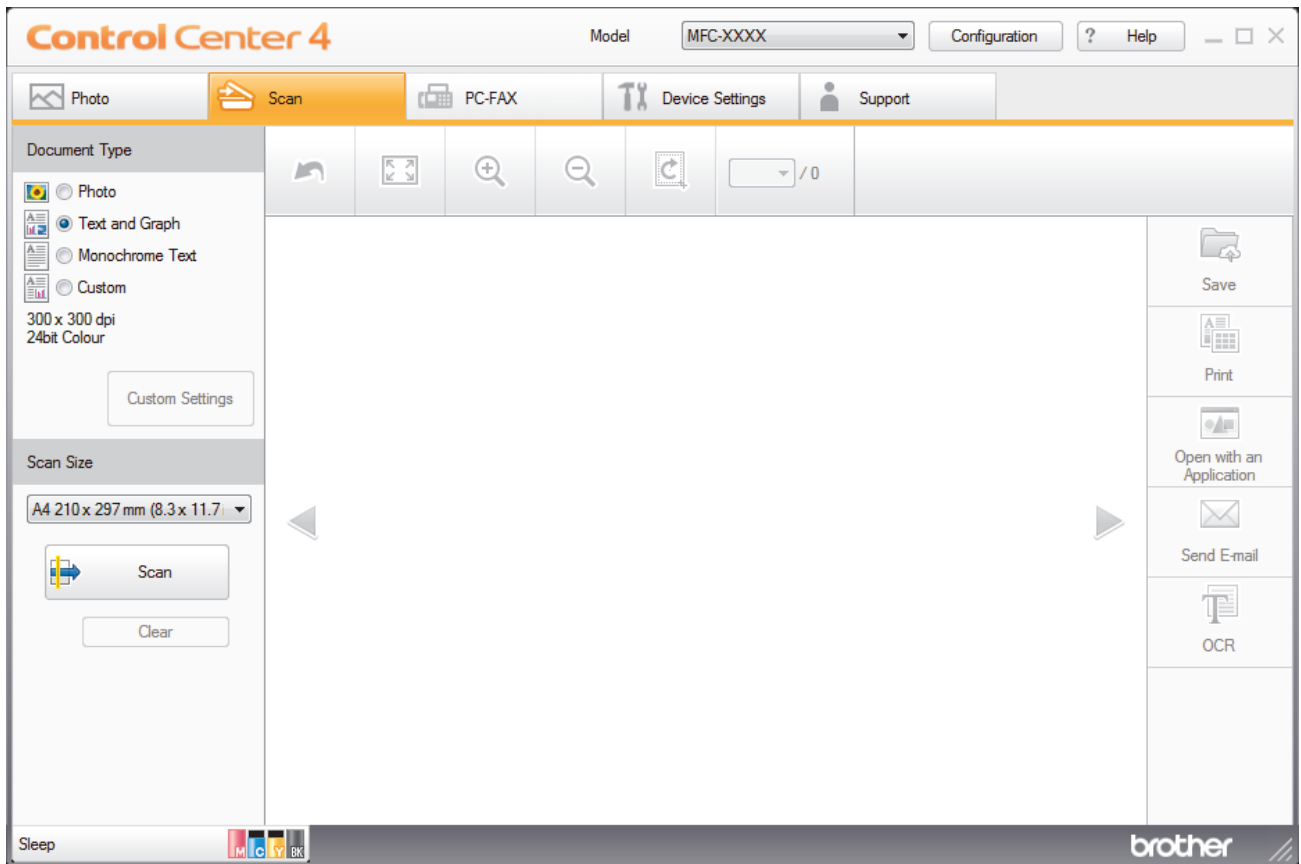 Control Center 4
Model
MFC-XXXX
Configuration
? Help
Photo
Scan
PC-FAX
Device Settings
Support
Document Type
Photo
Text and Graph
Monochrome Text
Custom
300 x 300 dpi
24bit Colour
Custom Settings
Scan Size
A4 210 x 297 mm (8.3 x 11.7
Scan
Clear
/ 0
Save
Print
Open with an
Application
Send E-mail
OCR
Sleep
M C Y BK
brother